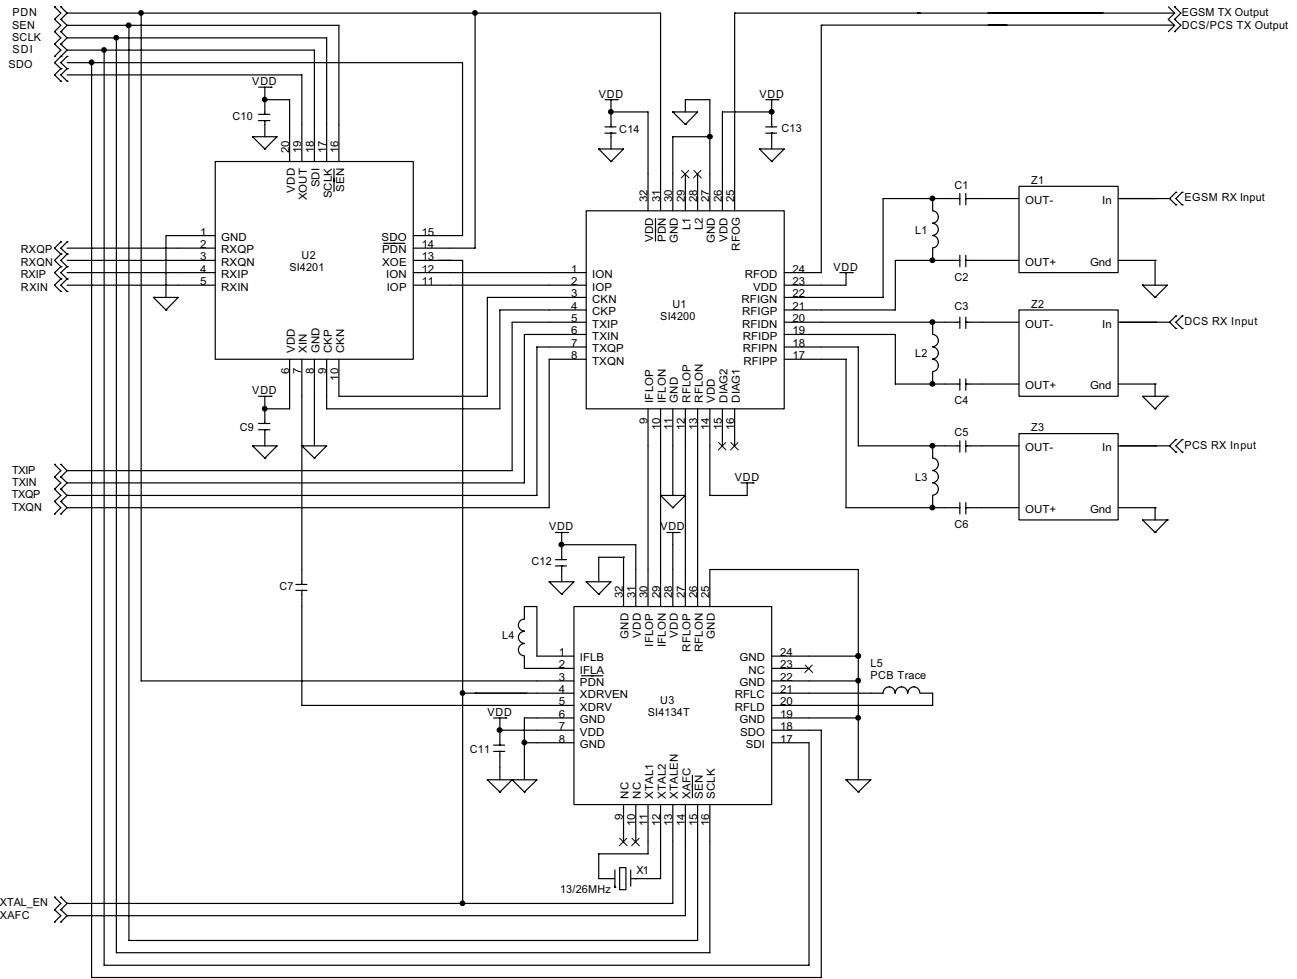 PDN
SEN
SCLK
SDI
SDO
EGSM TX Output
DCS/PCS TX Output
VDD
C10
20 19 18 17 16
VDD XOUT SDI SCLK SEN
1 GND
2 RXQP
3 RXQN
4 RXIP
5 RXIN
RXQP
RXQN
RXIP
RXIN
U2
SI4201
SDO 15
PDN 14
XOE 13
ION 12
IOP 11
VDD XIN GND CKP CKN
6 7 8 9 10
VDD
C9
VDD
C14
VDD
C13
32 31 30 29 28 27 26 25
VDD PDN GND L1 L2 GND VDD RFOG
1 ION
2 IOP
3 CKN
4 CKP
5 TXIP
6 TXIN
7 TXQP
8 TXQN
U1
SI4200
RFOD 24
VDD 23
RFIGN 22
RFIGP 21
RFIDN 20
RFIDP 19
RFIPN 18
RFIPP 17
VDD
IFLOP IFLON GND RFLOP RFLON VDD DIAG2 DIAG1
9 10 11 12 13 14 15 16
VDD
C1
L1
C2
Z1
OUT- In
OUT+ Gnd
EGSM RX Input
C3
L2
C4
Z2
OUT- In
OUT+ Gnd
DCS RX Input
C5
L3
C6
Z3
OUT- In
OUT+ Gnd
PCS RX Input
TXIP
TXIN
TXQP
TXQN
C7
VDD
C12
VDD
32 31 30 29 28 27 26 25
GND VDD IFLOP IFLON VDD RFLOP RFLON GND
L4
1 IFLB
2 IFLA
3 PDN
4 XDRVEN
5 XDRV
6 GND
7 VDD
8 GND
VDD
C11
U3
SI4134T
GND 24
NC 23
GND 22
RFLC 21
RFLD 20
GND 19
SDO 18
SDI 17
L5
PCB Trace
NC NC XTAL1 XTAL2 XTALEN XAFC SEN SCLK
9 10 11 12 13 14 15 16
X1
13/26MHz
XTAL_EN
XAFC